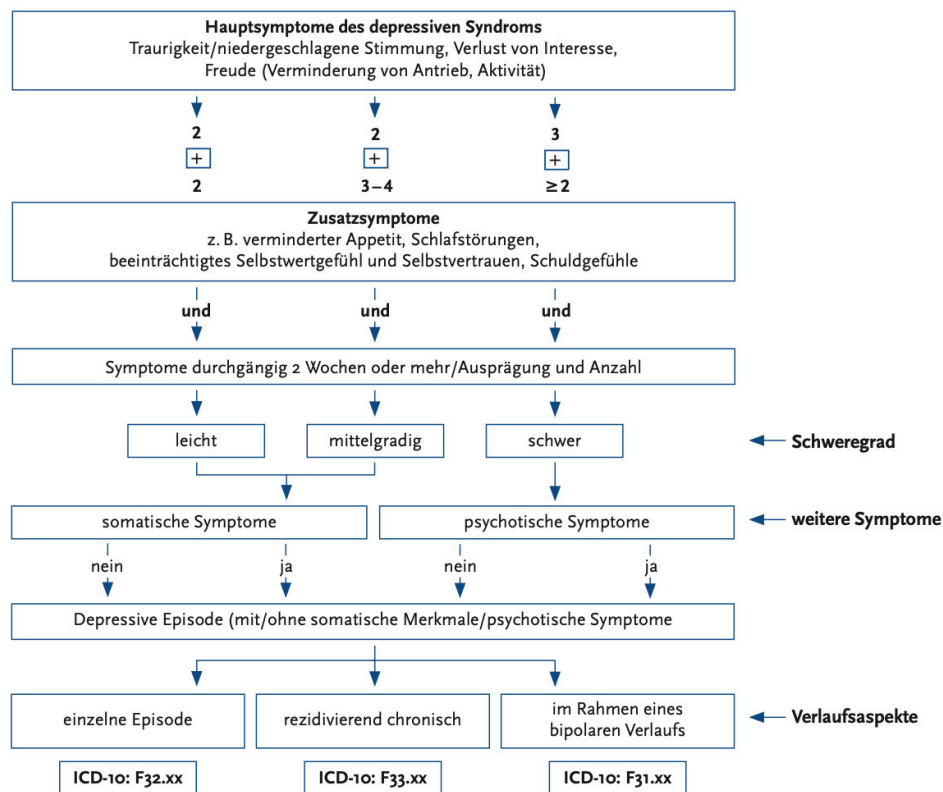 Hauptsymptome des depressiven Syndroms
Traurigkeit/niedergeschlagene Stimmung, Verlust von Interesse,
Freude (Verminderung von Antrieb, Aktivität)
2 2 3
+ + +
2 3–4 ≥2
Zusatzsymptome
z. B. verminderter Appetit, Schlafstörungen,
beeinträchtigtes Selbstwertgefühl und Selbstvertrauen, Schuldgefühle
und und und
Symptome durchgängig 2 Wochen oder mehr/Ausprägung und Anzahl
leicht mittelgradig schwer Schweregrad
somatische Symptome psychotische Symptome weitere Symptome
nein ja nein ja
Depressive Episode (mit/ohne somatische Merkmale/psychotische Symptome
einzelne Episode rezidivierend chronisch im Rahmen eines
bipolaren Verlaufs Verlaufsaspekte
ICD-10: F32.xx ICD-10: F33.xx ICD-10: F31.xx